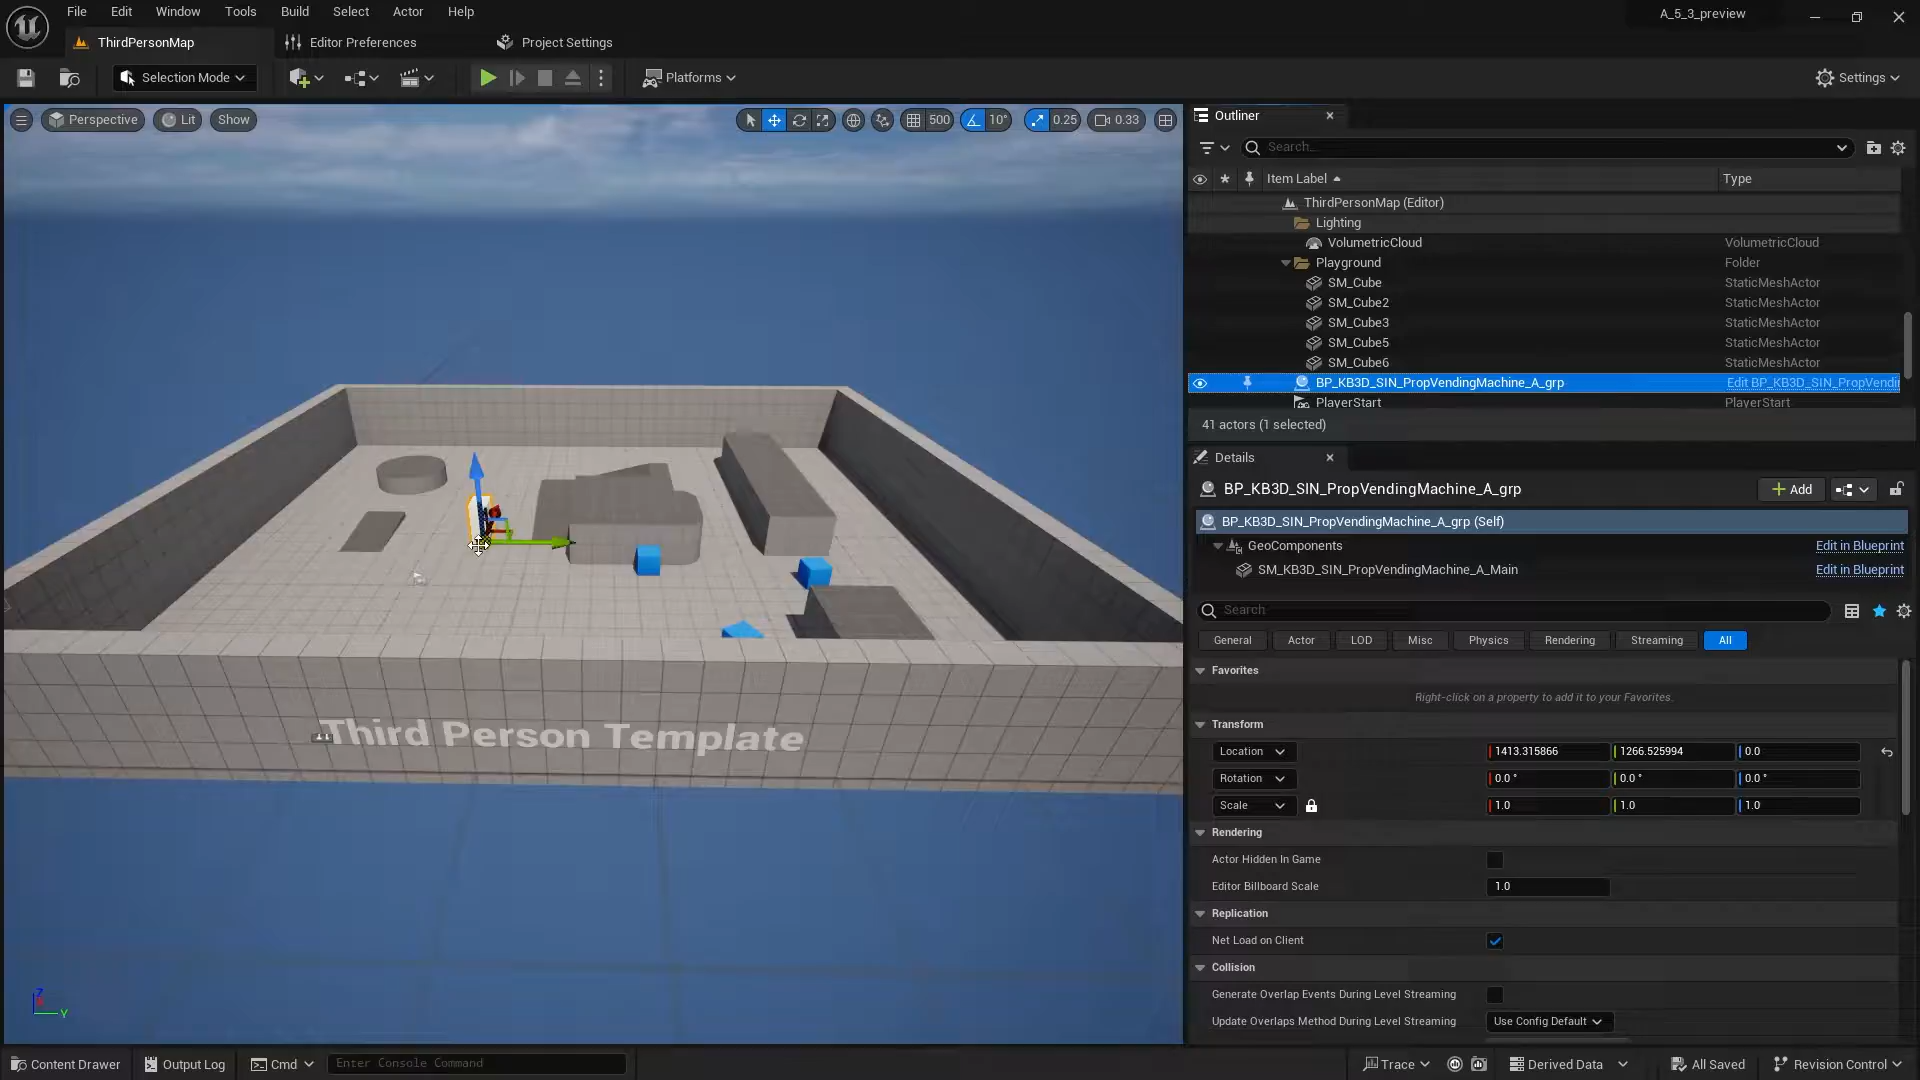 File Edit Window Tools Build Select Actor Help
A_5_3_preview
ThirdPersonMap Editor Preferences Project Settings
Selection Mode Platforms Settings
Perspective Lit Show 500 10° 0.25 0.33
Third Person Template
Z
Y
Outliner
Search...
Item Label Type
ThirdPersonMap (Editor)
Lighting
VolumetricCloud VolumetricCloud
Playground Folder
SM_Cube StaticMeshActor
SM_Cube2 StaticMeshActor
SM_Cube3 StaticMeshActor
SM_Cube5 StaticMeshActor
SM_Cube6 StaticMeshActor
BP_KB3D_SIN_PropVendingMachine_A_grp Edit BP_KB3D_SIN_PropVendi
PlayerStart PlayerStart
41 actors (1 selected)
Details
BP_KB3D_SIN_PropVendingMachine_A_grp Add
BP_KB3D_SIN_PropVendingMachine_A_grp (Self)
GeoComponents Edit in Blueprint
SM_KB3D_SIN_PropVendingMachine_A_Main Edit in Blueprint
Search
General Actor LOD Misc Physics Rendering Streaming All
Favorites
Right-click on a property to add it to your Favorites.
Transform
Location 1413.315866 1266.525994 0.0
Rotation 0.0 ° 0.0 ° 0.0 °
Scale 1.0 1.0 1.0
Rendering
Actor Hidden In Game
Editor Billboard Scale 1.0
Replication
Net Load on Client
Collision
Generate Overlap Events During Level Streaming
Update Overlaps Method During Level Streaming Use Config Default
Content Drawer Output Log Cmd Enter Console Command Trace Derived Data All Saved Revision Control